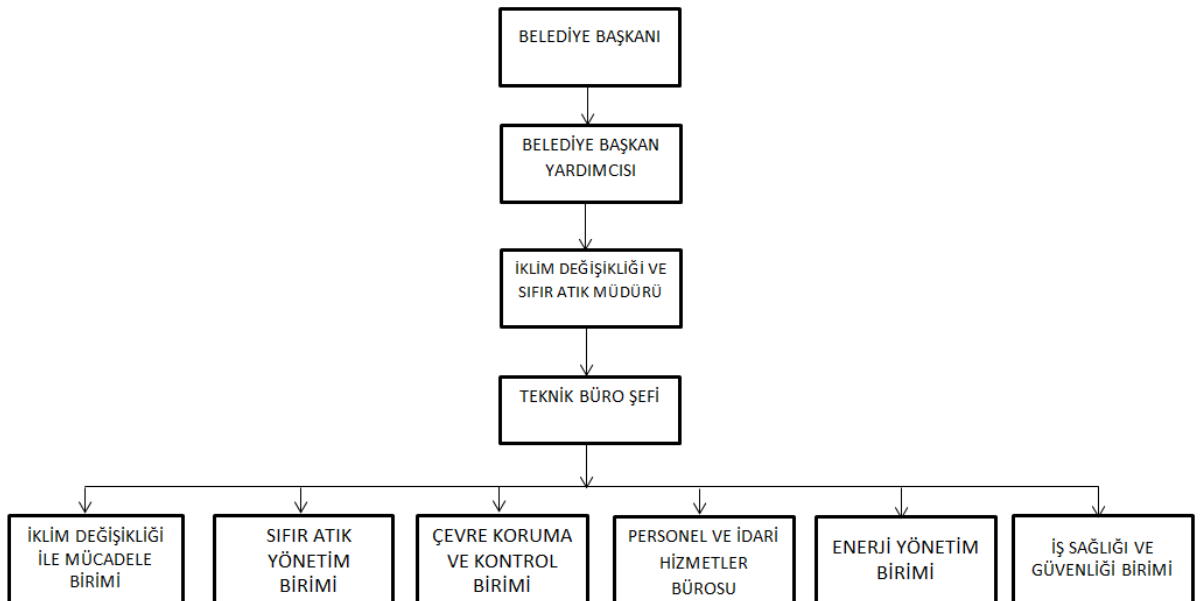 BELEDİYE BAŞKANI
BELEDİYE BAŞKAN
YARDIMCISI
İKLİM DEĞİŞİKLİĞİ VE
SIFIR ATIK MÜDÜRÜ
TEKNİK BÜRO ŞEFİ
İKLİM DEĞİŞİKLİĞİ
İLE MÜCADELE
BİRİMİ
SIFIR ATIK
YÖNETİM
BİRİMİ
ÇEVRE KORUMA
VE KONTROL
BİRİMİ
PERSONEL VE İDARİ
HİZMETLER
BÜROSU
ENERJİ YÖNETİM
BİRİMİ
İŞ SAĞLIĞI VE
GÜVENLİĞİ BİRİMİ